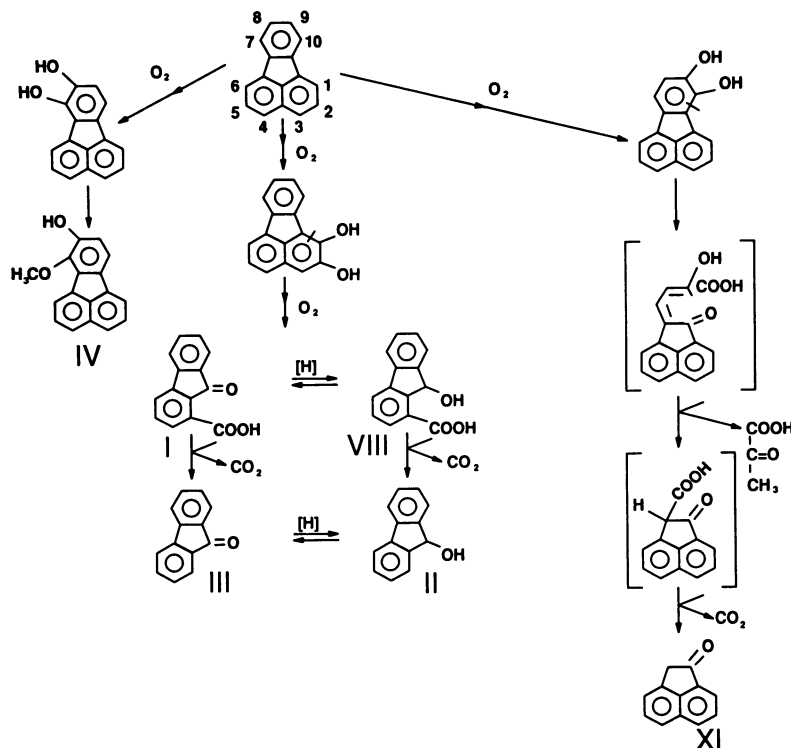 8 9
7 10
6 1
5 2
4 3
O₂
O₂
O₂
HO
HO
OH
OH
OH
OH
HO
H₃CO
IV
O₂
OH
COOH
O
[H]
O
COOH
I
OH
COOH
VIII
CO₂
CO₂
COOH
C=O
CH₃
COOH
H
O
[H]
O
III
OH
II
CO₂
O
XI